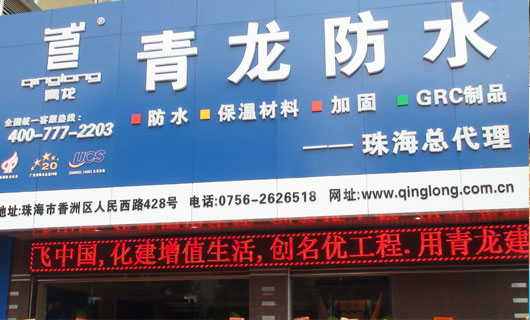 ®
qinglong
青龙
青龙防水
全国统一客服热线:
400-777-2203
防水 保温材料 加固 GRC制品
20
UCS
—— 珠海总代理
地址:珠海市香洲区人民西路428号 电话:0756-2626518 网址:www.qinglong.com.cn
飞中国,化建增值生活,创名优工程.用青龙建